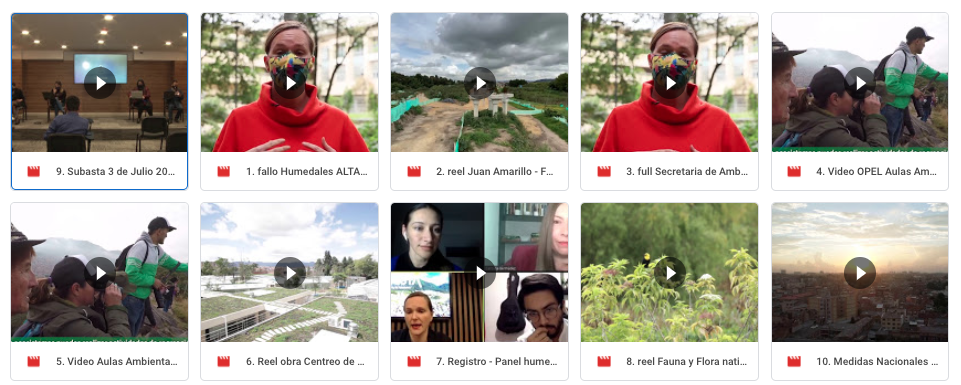 9. Subasta 3 de Julio 20...
1. fallo Humedales ALTA...
2. reel Juan Amarillo - F...
3. full Secretaria de Amb...
4. Video OPEL Aulas Am...
5. Video Aulas Ambienta...
6. Reel obra Centreo de ...
7. Registro - Panel hume...
8. reel Fauna y Flora nati...
10. Medidas Nacionales ...